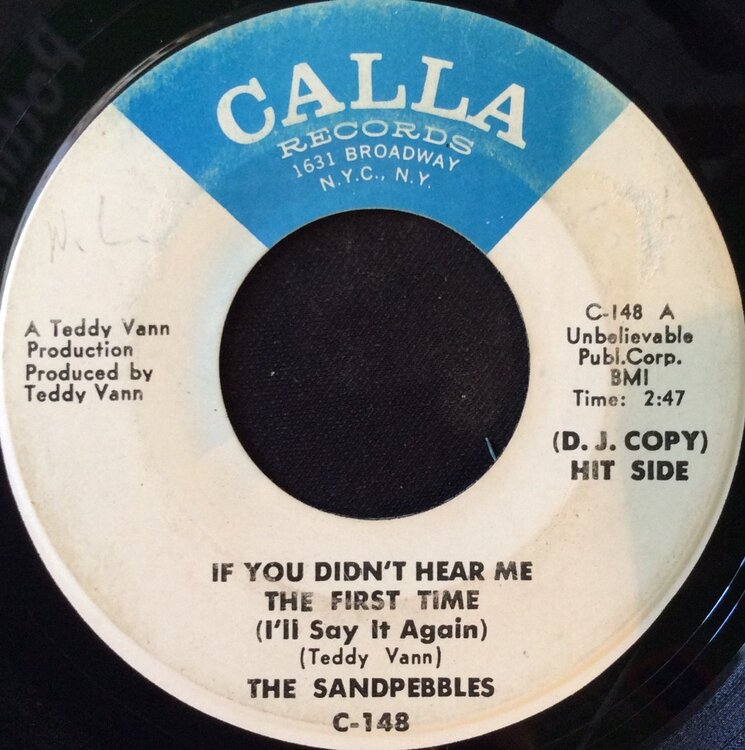 CALLA
RECORDS
1631 BROADWAY
N.Y.C., N.Y.
N. L.
A Teddy Vann
Production
Produced by
Teddy Vann
C-148 A
Unbelievable
Publ.Corp.
BMI
Time: 2:47
(D. J. COPY)
HIT SIDE
IF YOU DIDN'T HEAR ME
THE FIRST TIME
(I'll Say It Again)
(Teddy Vann)
THE SANDPEBBLES
C-148